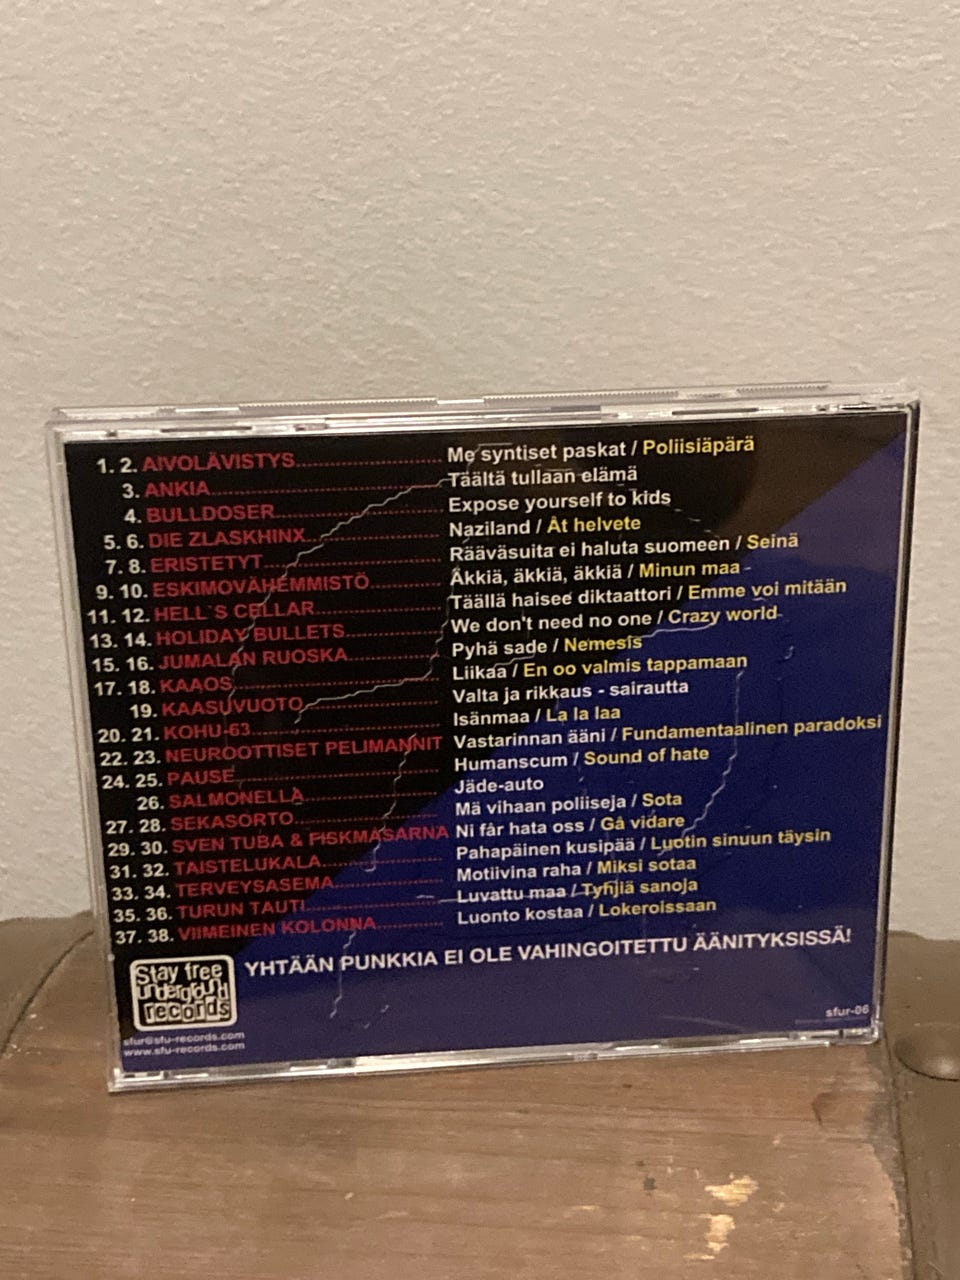 1. 2. AIVOLÄVISTYS........................ Me syntiset paskat / Poliisiäpärä
3. ANKIA........................ Täältä tullaan elämä
4. BULLDOSER........................ Expose yourself to kids
5. 6. DIE ZLASKHINX........................ Naziland / Åt helvete
7. 8. ERISTETYT........................ Rääväsuita ei haluta suomeen / Seinä
9. 10. ESKIMOVÄHEMMISTÖ............ Äkkiä, äkkiä, äkkiä / Minun maa
11. 12. HELL`S CELLAR........................ Täällä haisee diktaattori / Emme voi mitään
13. 14. HOLIDAY BULLETS................ We don't need no one / Crazy world
15. 16. JUMALAN RUOSKA................ Pyhä sade / Nemesis
17. 18. KAAOS........................ Liikaa / En oo valmis tappamaan
19. KAASUVUOTO........................ Valta ja rikkaus - sairautta
20. 21. KOHU-63........................ Isänmaa / La la laa
22. 23. NEUROOTTISET PELIMANNIT Vastarinnan ääni / Fundamentaalinen paradoksi
24. 25. PAUSE........................ Humanscum / Sound of hate
26. SALMONELLA........................ Jäde-auto
27. 28. SEKASORTO........................ Mä vihaan poliiseja / Sota
29. 30. SVEN TUBA & FISKMASARNA Ni får hata oss / Gå vidare
31. 32. TAISTELUKALA........................ Pahapäinen kusipää / Luotin sinuun täysin
33. 34. TERVEYSASEMA.................... Motiivina raha / Miksi sotaa
35. 36. TURUN TAUTI........................ Luvattu maa / Tyhjiä sanoja
37. 38. VIIMEINEN KOLONNA............ Luonto kostaa / Lokeroissaan
YHTÄÄN PUNKKIA EI OLE VAHINGOITETTU ÄÄNITYKSISSÄ!
Stay free
underground
records
sfur@sfu-records.com
www.sfu-records.com
sfur-06